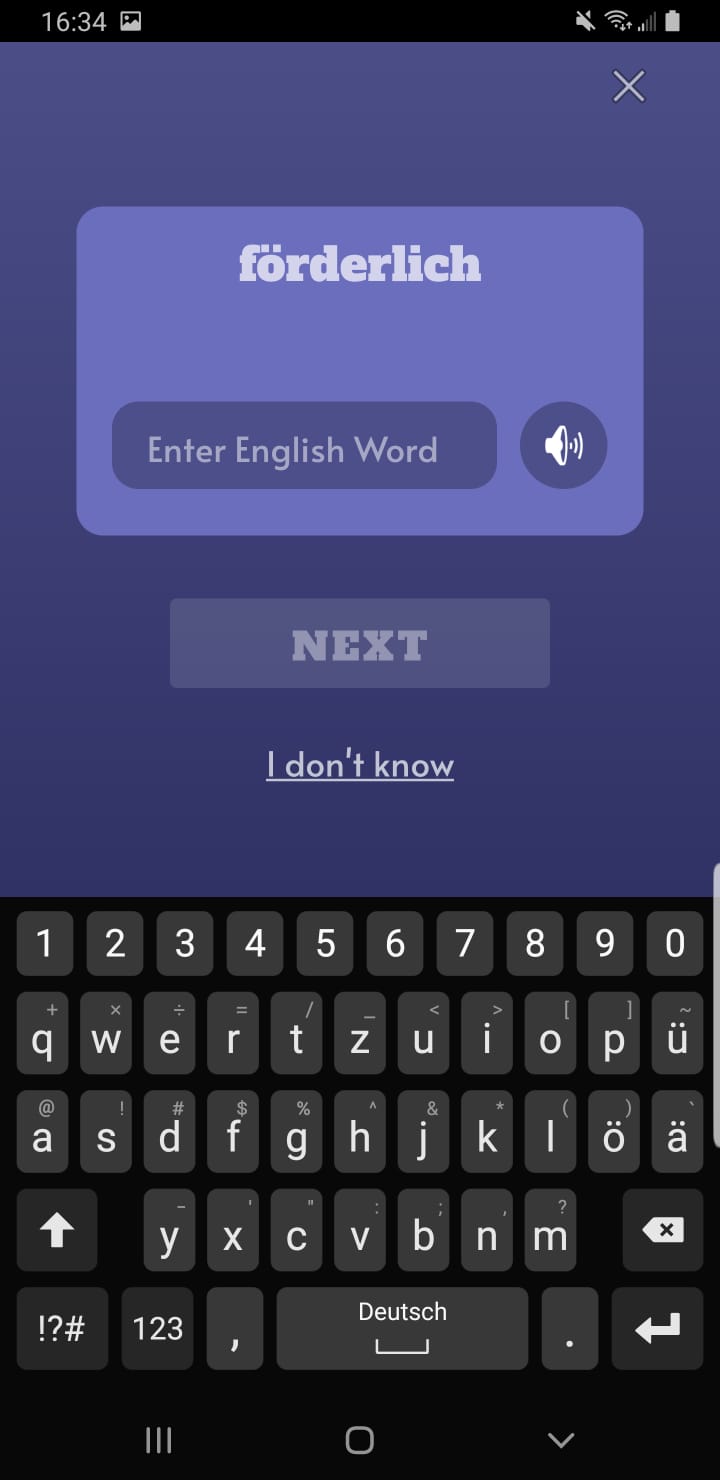 16:34
förderlich
Enter English Word
NEXT
I don't know
1 2 3 4 5 6 7 8 9 0
+ × ÷ = / _ < > [ ] ~
q w e r t z u i o p ü
@ ! # $ % ^ & * ( ) `
a s d f g h j k l ö ä
- ' " : ; , ?
y x c v b n m
!?# 123 , Deutsch .